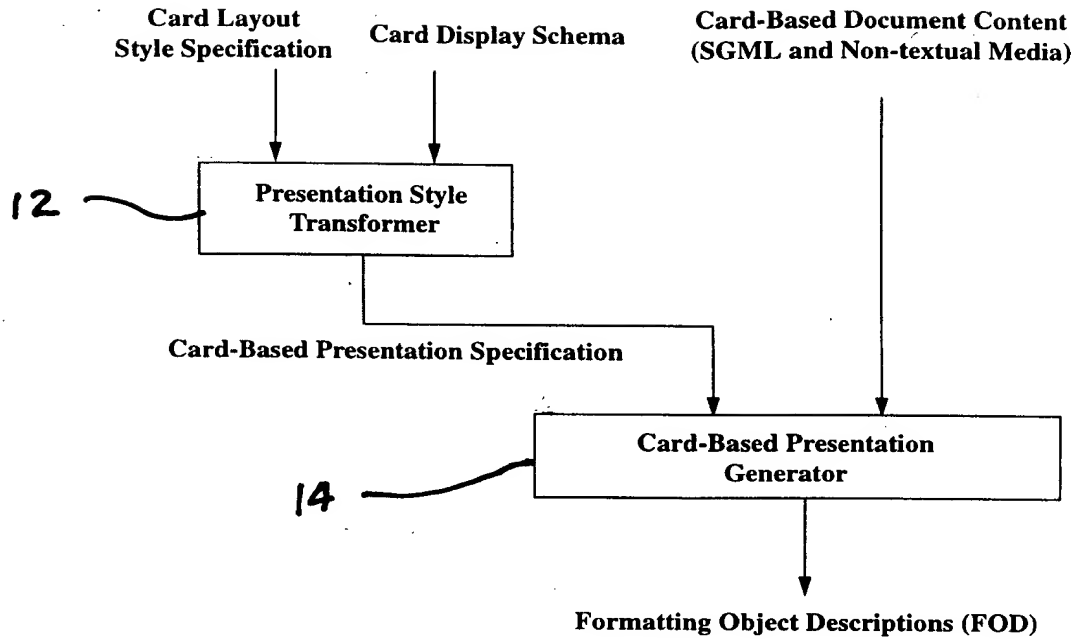 Card Layout
Style Specification
Card Display Schema
Card-Based Document Content
(SGML and Non-textual Media)
12
Presentation Style
Transformer
Card-Based Presentation Specification
14
Card-Based Presentation
Generator
Formatting Object Descriptions (FOD)